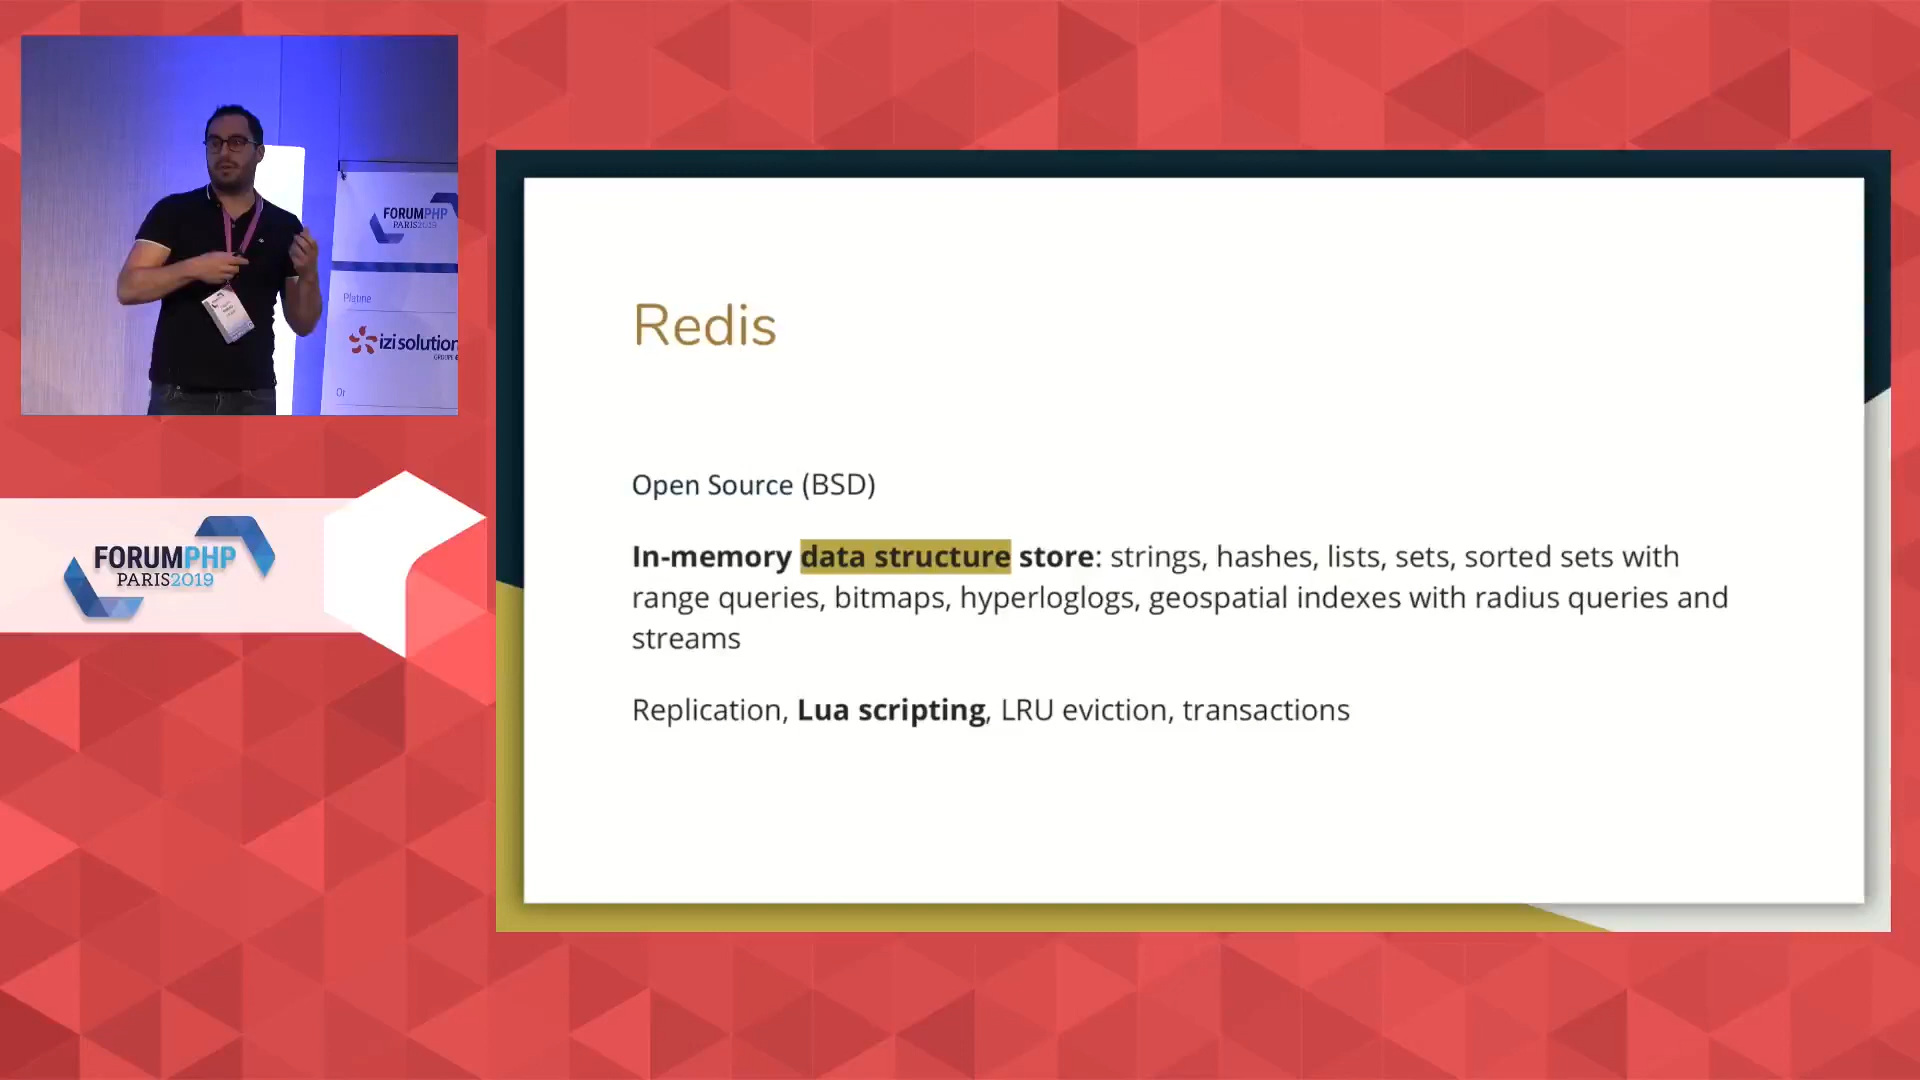 FORUMPHP
PARIS2019
Platine
izi solution
Or
FORUMPHP
PARIS2019
Redis
Open Source (BSD)
In-memory data structure store: strings, hashes, lists, sets, sorted sets with
range queries, bitmaps, hyperloglogs, geospatial indexes with radius queries and
streams
Replication, Lua scripting, LRU eviction, transactions